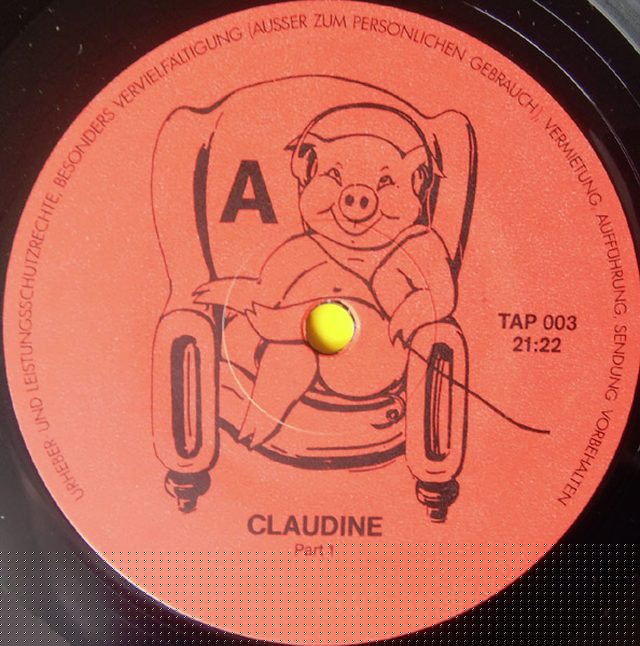 URHEBER UND LEISTUNGSSCHUTZRECHTE, BESONDERS VERVIELFÄLTIGUNG (AUSSER ZUM PERSÖNLICHEN GEBRAUCH), VERMIETUNG, AUFFÜHRUNG, SENDUNG VORBEHALTEN
A
TAP 003
21:22
CLAUDINE
Part 1